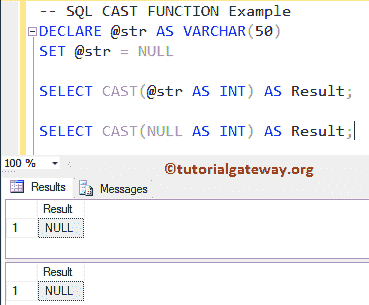 -- SQL CAST FUNCTION Example
DECLARE @str AS VARCHAR(50)
SET @str = NULL
SELECT CAST(@str AS INT) AS Result;
SELECT CAST(NULL AS INT) AS Result;
100 %
©tutorialgateway.org
Results Messages
Result
1 NULL
Result
1 NULL